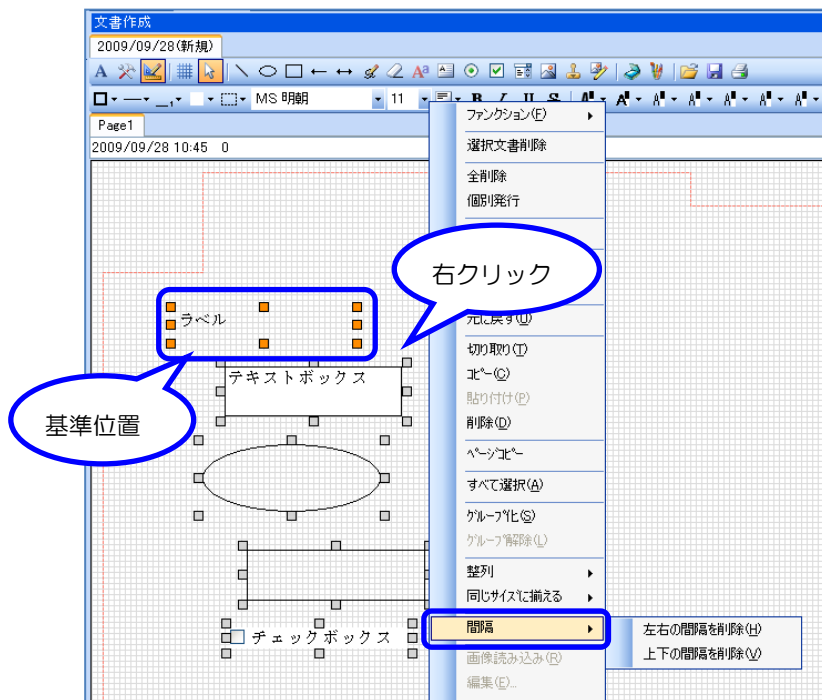 文書作成
2009/09/28(新規)
MS 明朝
11
B I U S
Page1
2009/09/28 10:45 0
ファンクション(F)
選択文書削除
全削除
個別発行
右クリック
元に戻す(U)
切り取り(T)
コピー(C)
貼り付け(P)
削除(D)
ページコピー
すべて選択(A)
グループ化(S)
グループ解除(L)
整列
同じサイズに揃える
間隔
左右の間隔を削除(H)
上下の間隔を削除(V)
画像読み込み(R)
編集(E)...
ラベル
テキストボックス
基準位置
チェックボックス